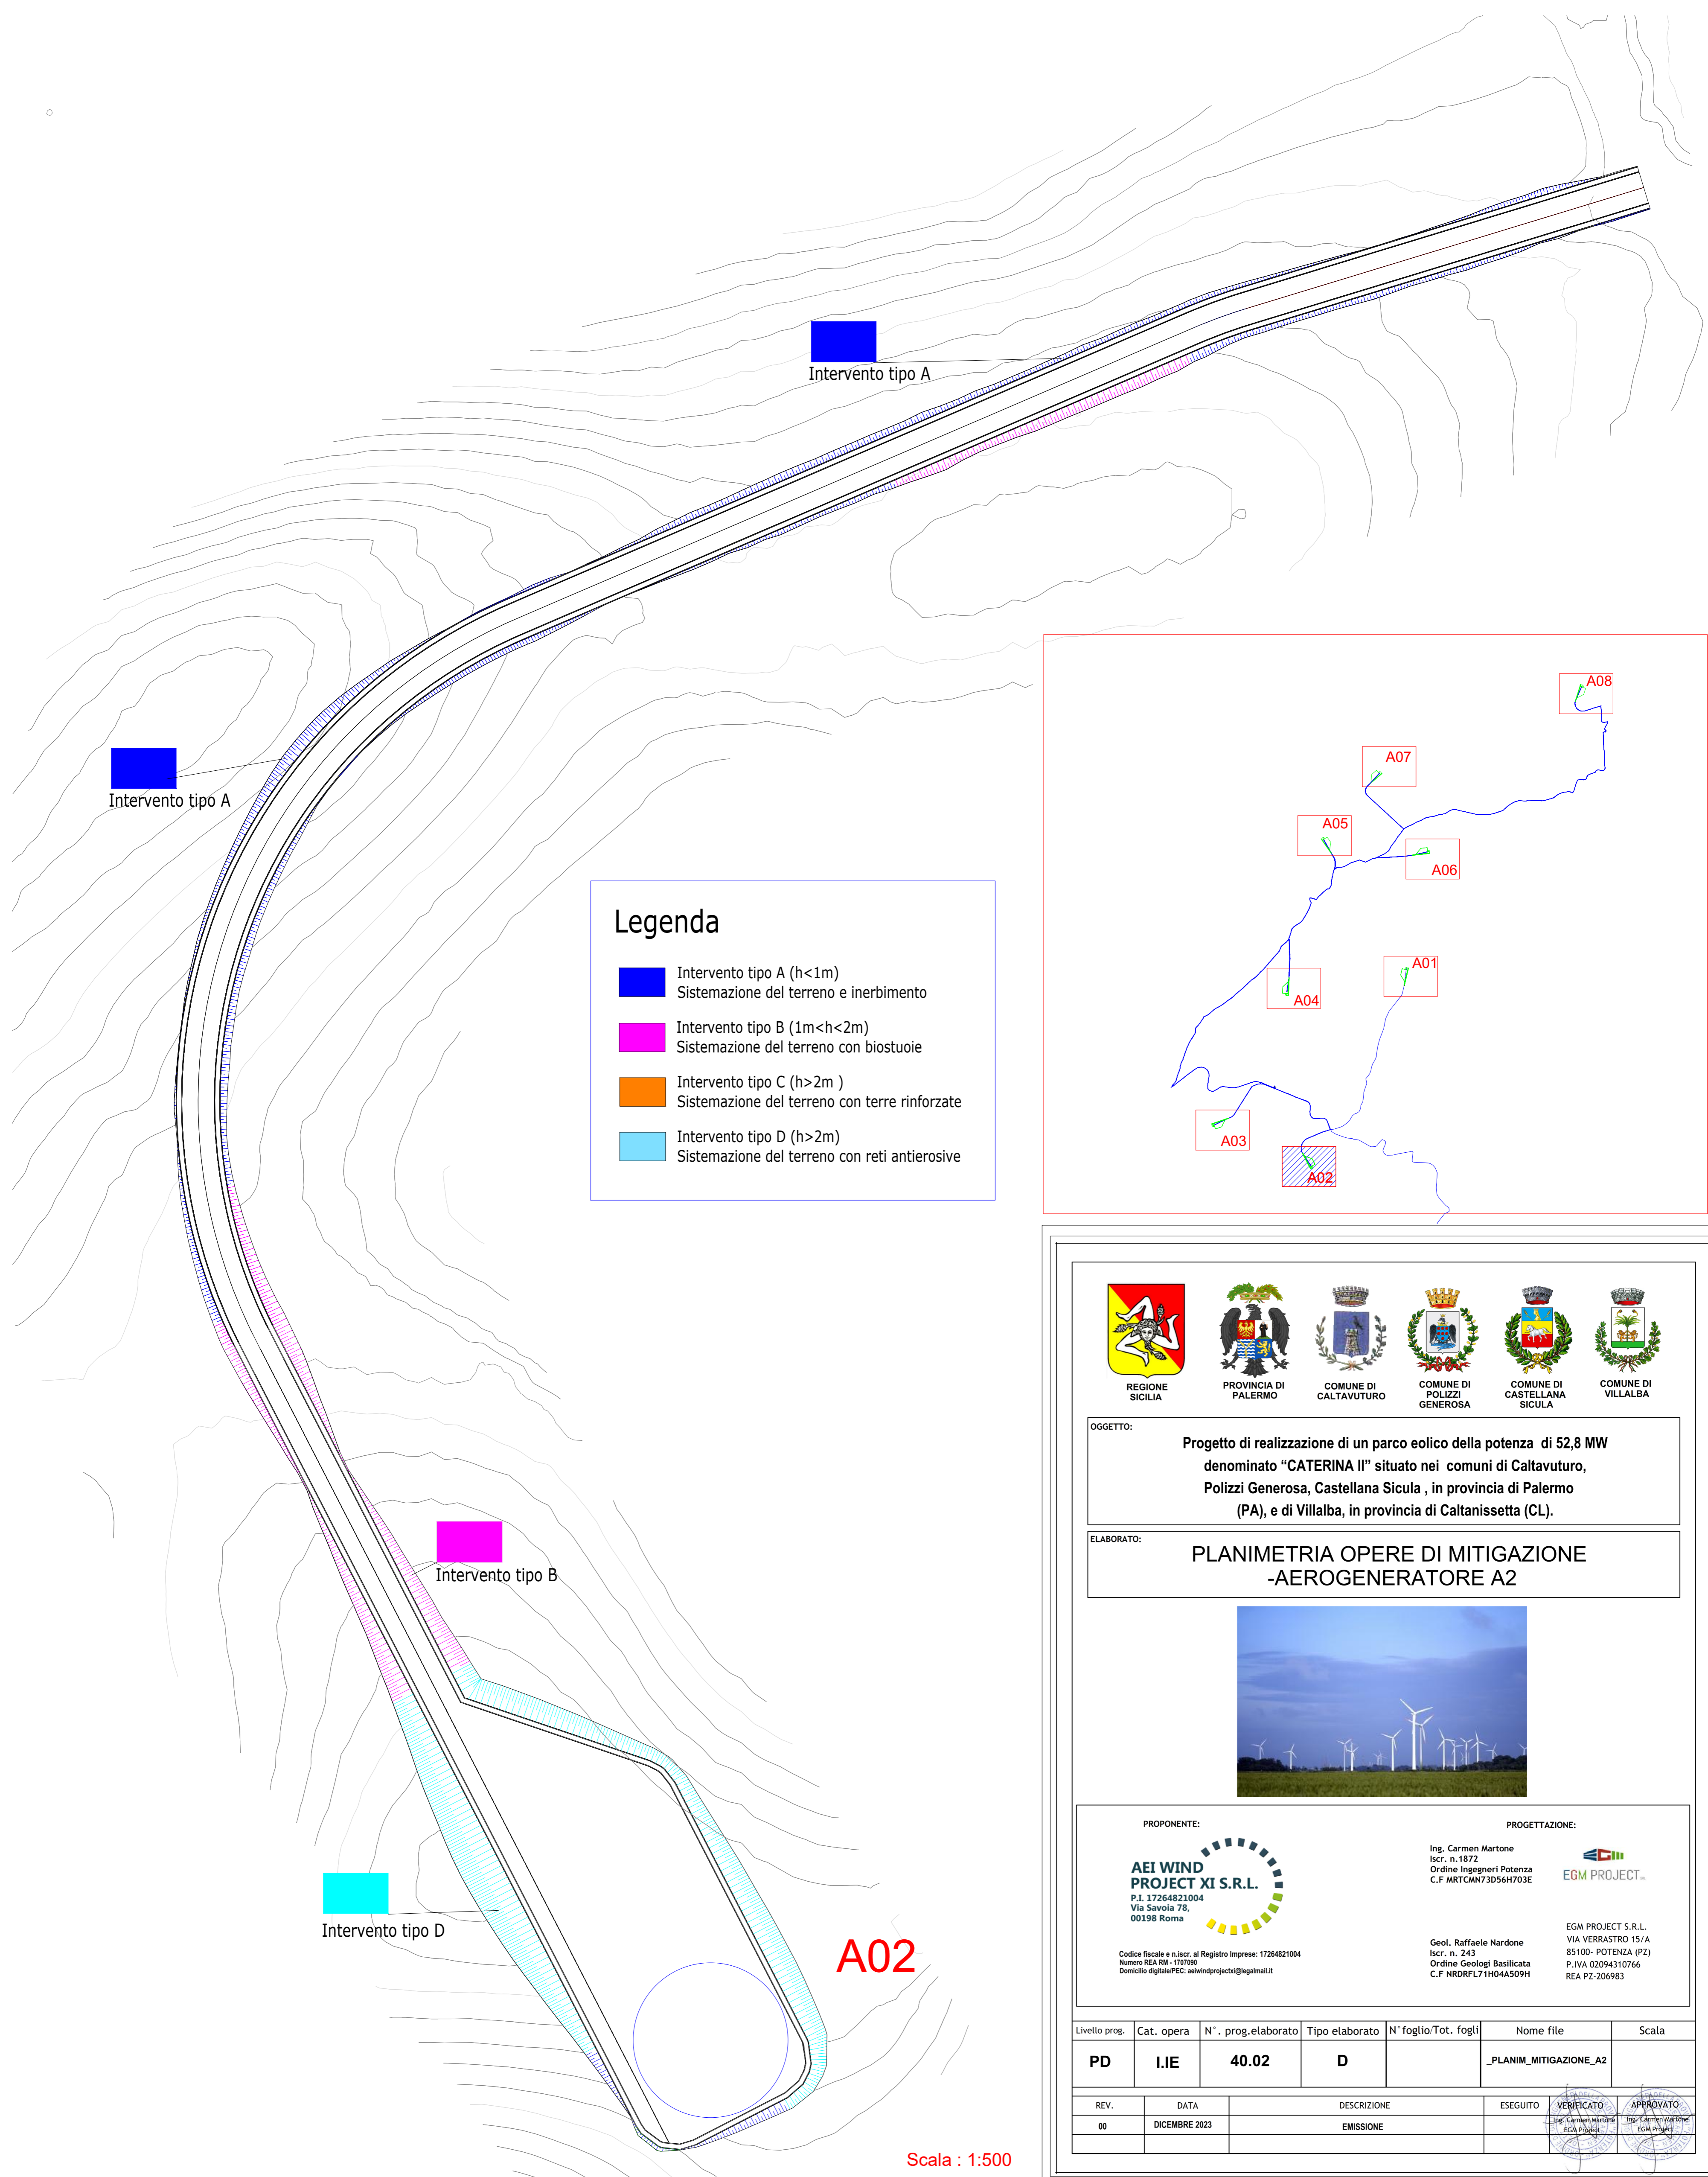 Intervento tipo A
Intervento tipo A
Legenda
Intervento tipo A (h<1m)
Sistemazione del terreno e inerbimento
Intervento tipo B (1m<h<2m)
Sistemazione del terreno con biostuoie
Intervento tipo C (h>2m )
Sistemazione del terreno con terre rinforzate
Intervento tipo D (h>2m)
Sistemazione del terreno con reti antierosive
Intervento tipo B
Intervento tipo D
A02
Scala : 1:500
A08
A07
A05
A06
A01
A04
A03
A02
REGIONE
SICILIA
PROVINCIA DI
PALERMO
COMUNE DI
CALTAVUTURO
COMUNE DI
POLIZZI
GENEROSA
COMUNE DI
CASTELLANA
SICULA
COMUNE DI
VILLALBA
OGGETTO:
Progetto di realizzazione di un parco eolico della potenza di 52,8 MW
denominato “CATERINA II” situato nei comuni di Caltavuturo,
Polizzi Generosa, Castellana Sicula , in provincia di Palermo
(PA), e di Villalba, in provincia di Caltanissetta (CL).
ELABORATO:
PLANIMETRIA OPERE DI MITIGAZIONE
-AEROGENERATORE A2
PROPONENTE:
AEI WIND
PROJECT XI S.R.L.
P.I. 17264821004
Via Savoia 78,
00198 Roma
Codice fiscale e n.iscr. al Registro Imprese: 17264821004
Numero REA RM - 1707090
Domicilio digitale/PEC: aeiwindprojectxi@legalmail.it
PROGETTAZIONE:
Ing. Carmen Martone
Iscr. n.1872
Ordine Ingegneri Potenza
C.F MRTCMN73D56H703E
EGM PROJECT
Geol. Raffaele Nardone
Iscr. n. 243
Ordine Geologi Basilicata
C.F NRDRFL71H04A509H
EGM PROJECT S.R.L.
VIA VERRASTRO 15/A
85100- POTENZA (PZ)
P.IVA 02094310766
REA PZ-206983
Livello prog. Cat. opera N°. prog.elaborato Tipo elaborato N°foglio/Tot. fogli Nome file Scala
PD I.IE 40.02 D _PLANIM_MITIGAZIONE_A2
REV. DATA DESCRIZIONE ESEGUITO VERIFICATO APPROVATO
00 DICEMBRE 2023 EMISSIONE Ing. Carmen Martone Ing. Carmen Martone
EGM Project EGM Project